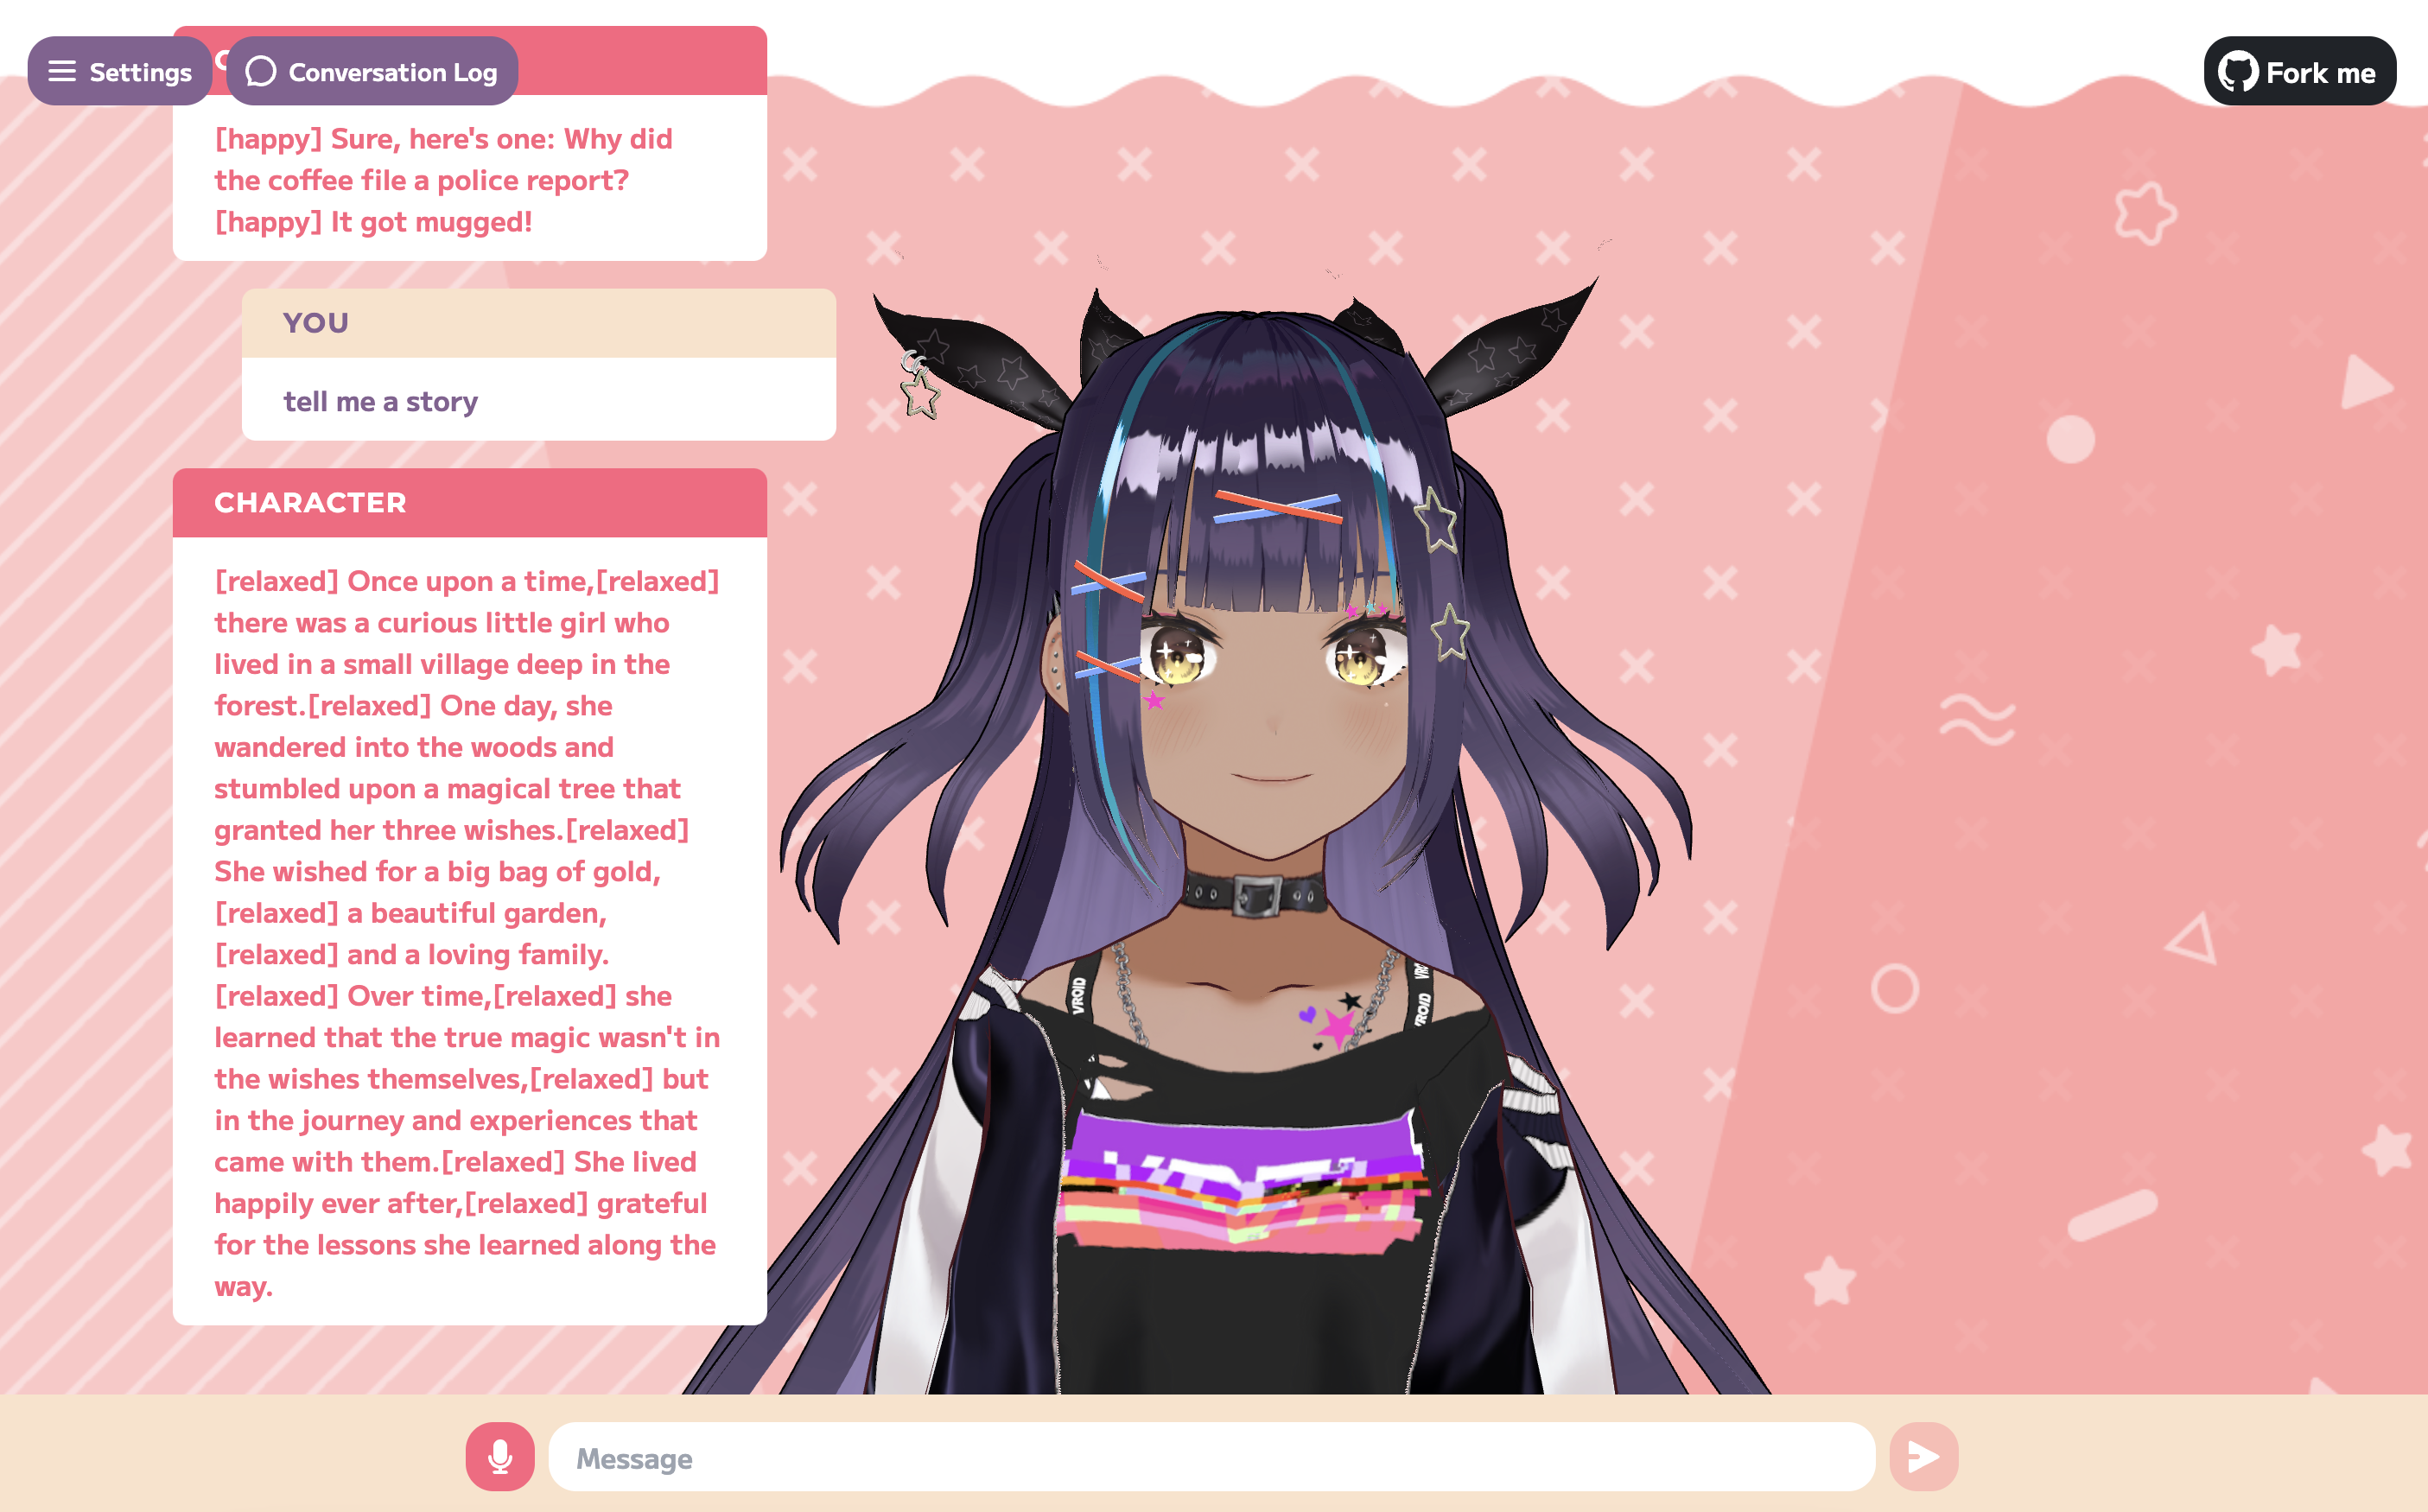 Settings
Conversation Log
Fork me
[happy] Sure, here's one: Why did
the coffee file a police report?
[happy] It got mugged!
YOU
tell me a story
CHARACTER
[relaxed] Once upon a time,[relaxed]
there was a curious little girl who
lived in a small village deep in the
forest.[relaxed] One day, she
wandered into the woods and
stumbled upon a magical tree that
granted her three wishes.[relaxed]
She wished for a big bag of gold,
[relaxed] a beautiful garden,
[relaxed] and a loving family.
[relaxed] Over time,[relaxed] she
learned that the true magic wasn't in
the wishes themselves,[relaxed] but
in the journey and experiences that
came with them.[relaxed] She lived
happily ever after,[relaxed] grateful
for the lessons she learned along the
way.
VROID
VROID
Message